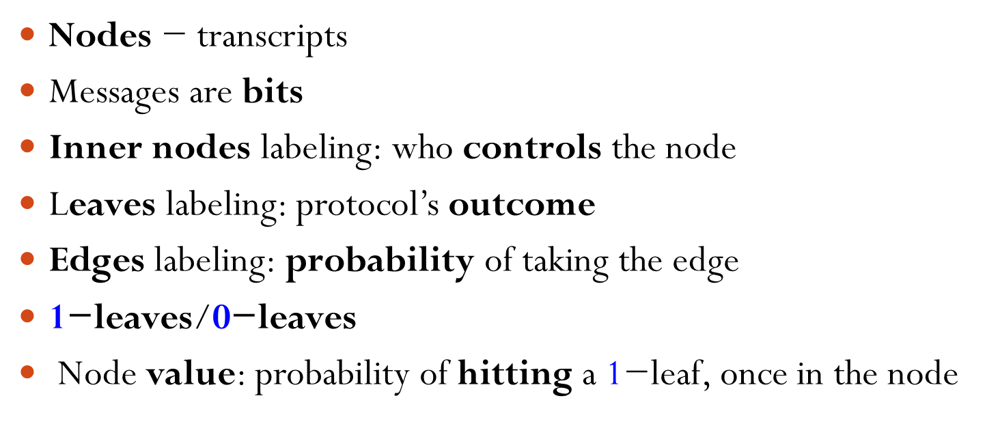 • Nodes − transcripts
• Messages are bits
• Inner nodes labeling: who controls the node
• Leaves labeling: protocol’s outcome
• Edges labeling: probability of taking the edge
• 1−leaves/0−leaves
• Node value: probability of hitting a 1−leaf, once in the node